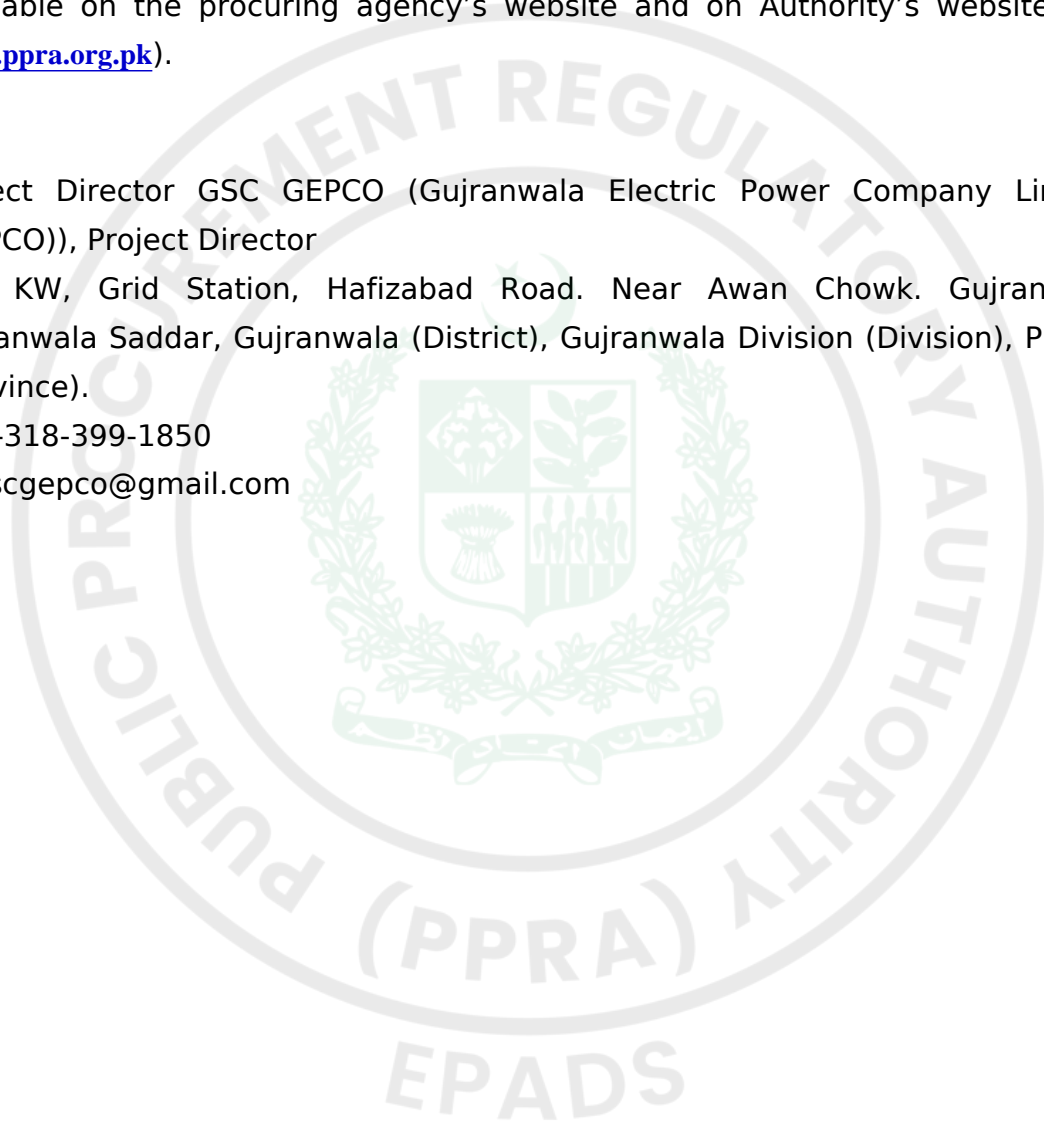 able on the procuring agency’s website and on Authority’s website
.ppra.org.pk).
ect Director GSC GEPCO (Gujranwala Electric Power Company Lin
PCO)), Project Director
KW, Grid Station, Hafizabad Road. Near Awan Chowk. Gujran
anwala Saddar, Gujranwala (District), Gujranwala Division (Division), P
vince).
-318-399-1850
scgepco@gmail.com
PUBLIC PROCUREMENT REGULATORY AUTHORITY
(PPRA)
EPADS